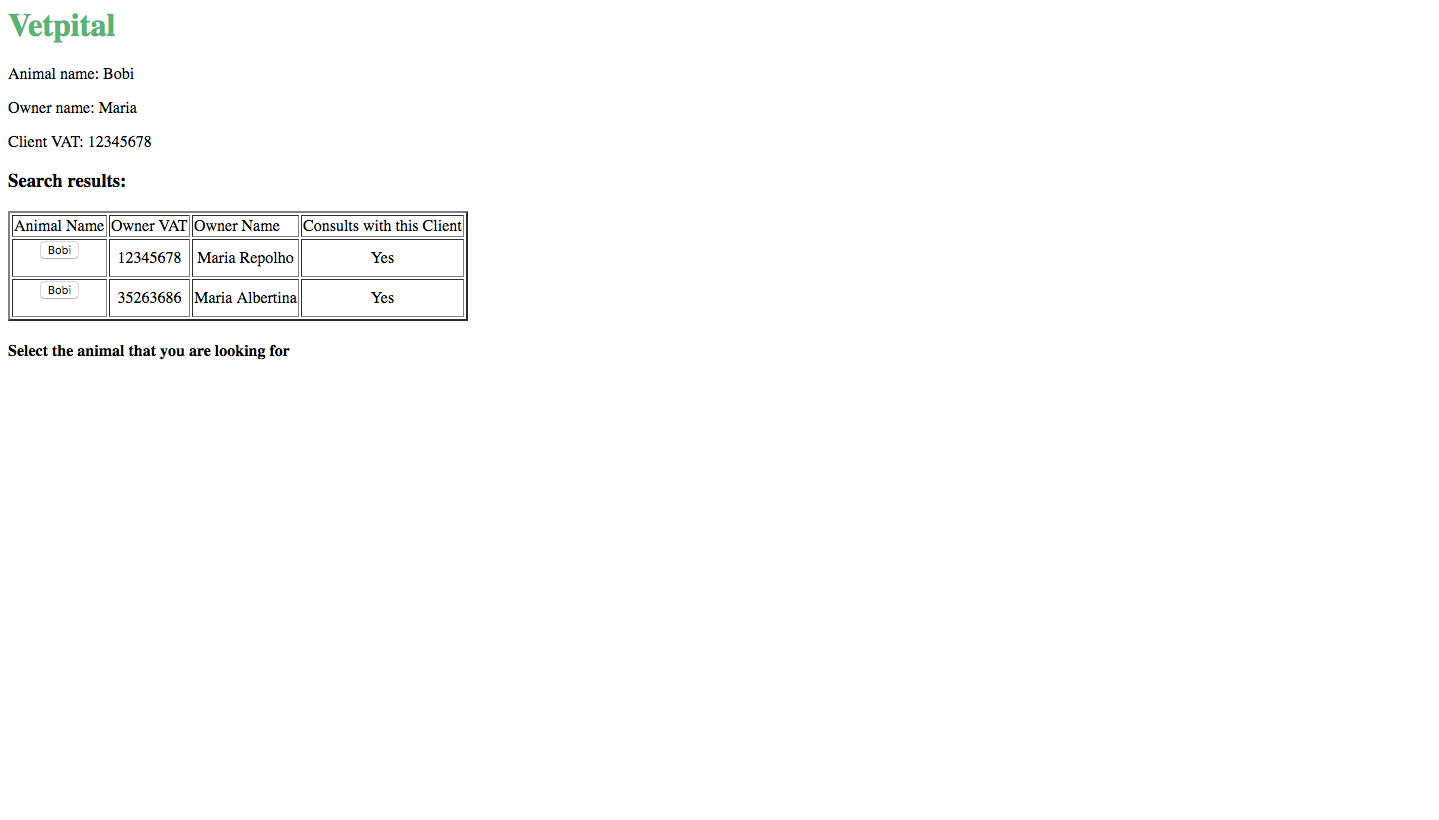 Vetpital
Animal name: Bobi
Owner name: Maria
Client VAT: 12345678
Search results:
Animal Name Owner VAT Owner Name Consults with this Client
Bobi 12345678 Maria Repolho Yes
Bobi 35263686 Maria Albertina Yes
Select the animal that you are looking for